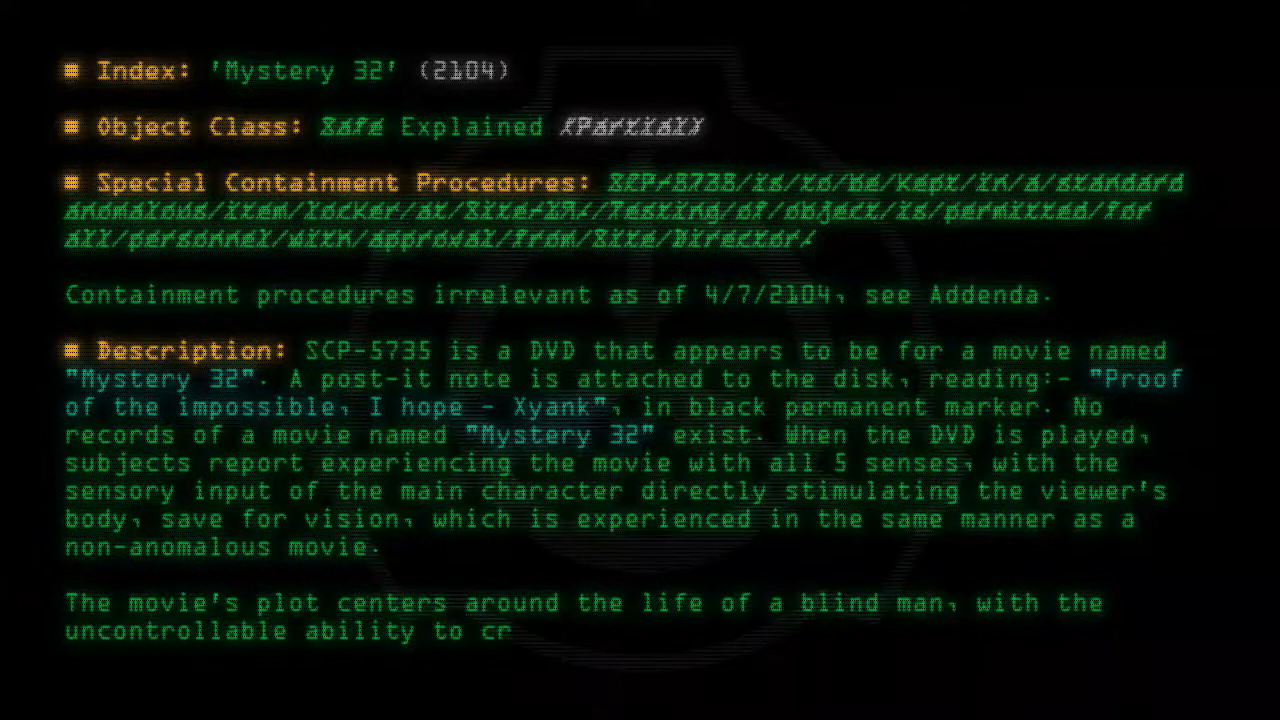 ■ Index: 'Mystery 32' (2104)
■ Object Class: Safe Explained (Partial)
■ Special Containment Procedures: SCP-5735/is/to/be/kept/in/a/standard
anomalous/item/locker/at/Site-19./Testing/of/object/is/permitted/for
all/personnel/with/approval/from/Site/Director.
Containment procedures irrelevant as of 4/7/2104, see Addenda.
■ Description: SCP-5735 is a DVD that appears to be for a movie named
"Mystery 32". A post-it note is attached to the disk, reading:- "Proof
of the impossible, I hope - Xyank", in black permanent marker. No
records of a movie named "Mystery 32" exist. When the DVD is played,
subjects report experiencing the movie with all 5 senses, with the
sensory input of the main character directly stimulating the viewer's
body, save for vision, which is experienced in the same manner as a
non-anomalous movie.
The movie's plot centers around the life of a blind man, with the
uncontrollable ability to cr